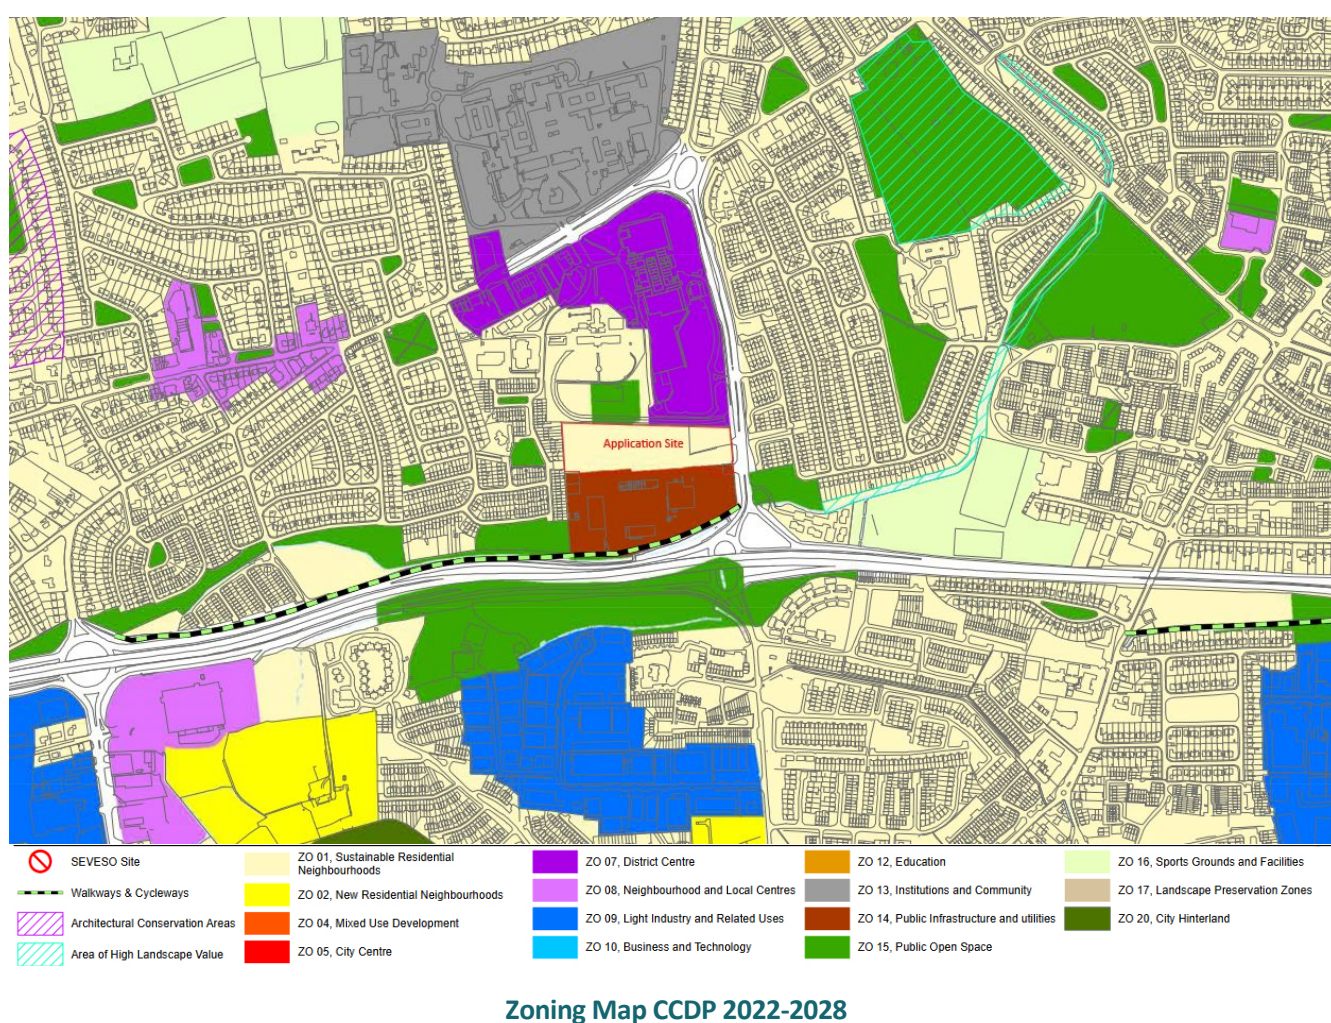 Application Site
SEVESO Site
Walkways & Cycleways
Architectural Conservation Areas
Area of High Landscape Value
ZO 01, Sustainable Residential
Neighbourhoods
ZO 02, New Residential Neighbourhoods
ZO 04, Mixed Use Development
ZO 05, City Centre
ZO 07, District Centre
ZO 08, Neighbourhood and Local Centres
ZO 09, Light Industry and Related Uses
ZO 10, Business and Technology
ZO 12, Education
ZO 13, Institutions and Community
ZO 14, Public Infrastructure and utilities
ZO 15, Public Open Space
ZO 16, Sports Grounds and Facilities
ZO 17, Landscape Preservation Zones
ZO 20, City Hinterland
Zoning Map CCDP 2022-2028